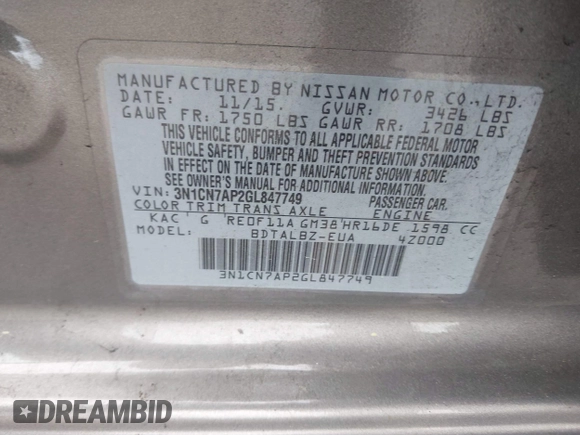 MANUFACTURED BY NISSAN MOTOR CO., LTD.
11/15. GVWR: 3426 LBS
GAWR FR: 1750 LBS GAWR RR: 1708 LBS
THIS VEHICLE CONFORMS TO ALL APPLICABLE FEDERAL MOTOR
VEHICLE SAFETY, BUMPER AND THEFT PREVENTION STANDARDS
IN EFFECT ON THE DATE OF MANUFACTURE SHOWN ABOVE.
SEE OWNER'S MANUAL FOR ADDITIONAL INFORMATION.
VIN: 3N1CN7AP2GL847749 PASSENGER CAR.
COLOR TRIM TRANS AXLE ENGINE
KAC G RE0F11A GM38 HR16DE 1598 CC
MODEL: BDTALBZ-EUA 4Z000
3N1CN7AP2GL847749
DREAMBID